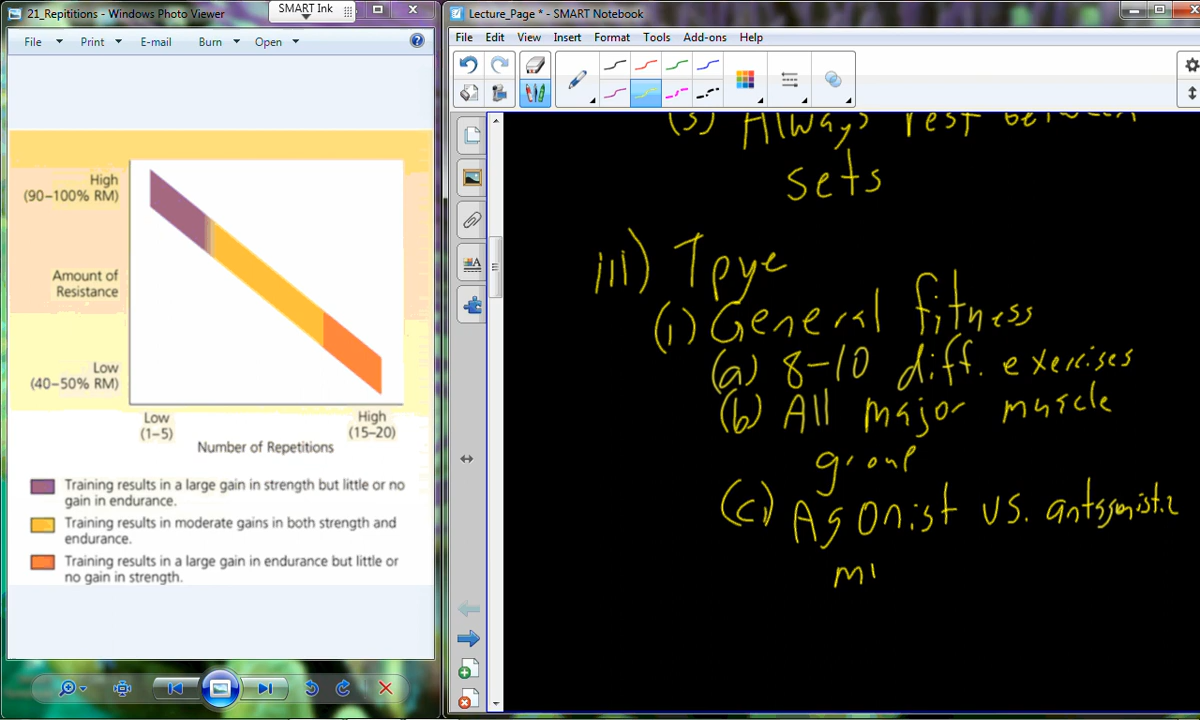 21_Repititions - Windows Photo Viewer
SMART Ink
File Print E-mail Burn Open
High
(90–100% RM)
Amount of
Resistance
Low
(40–50% RM)
Low
(1–5)
High
(15–20)
Number of Repetitions
Training results in a large gain in strength but little or no
gain in endurance.
Training results in moderate gains in both strength and
endurance.
Training results in a large gain in endurance but little or
no gain in strength.
Lecture_Page * - SMART Notebook
File Edit View Insert Format Tools Add-ons Help
(5) Always rest between
sets
iii) Tpye
(i) General fitness
(a) 8-10 diff. exercises
(b) All major muscle
group
(c) Agonist vs. antagonistic